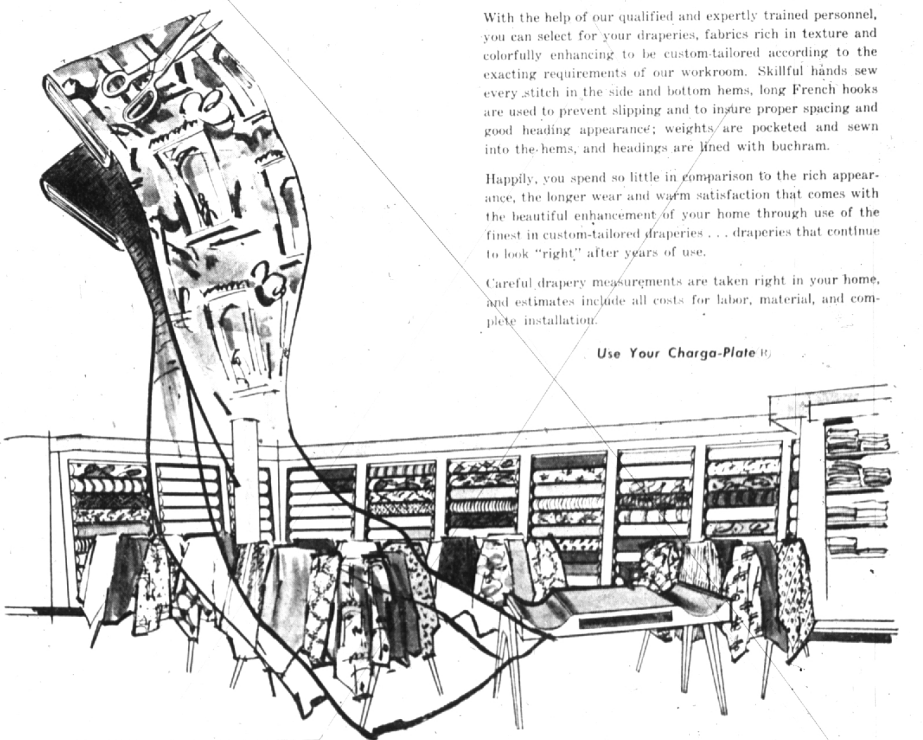 With the help of our qualified and expertly trained personnel,
you can select for your draperies, fabrics rich in texture and
colorfully enhancing to be custom-tailored according to the
exacting requirements of our workroom. Skillful hands sew
every stitch in the side and bottom hems, long French hooks
are used to prevent slipping and to insure proper spacing and
good heading appearance; weights are pocketed and sewn
into the hems, and headings are lined with buchram.
Happily, you spend so little in comparison to the rich appear-
ance, the longer wear and warm satisfaction that comes with
the beautiful enhancement of your home through use of the
finest in custom-tailored draperies . . . draperies that continue
to look "right" after years of use.
Careful drapery measurements are taken right in your home,
and estimates include all costs for labor, material, and com-
plete installation.
Use Your Charga-Plate (R)